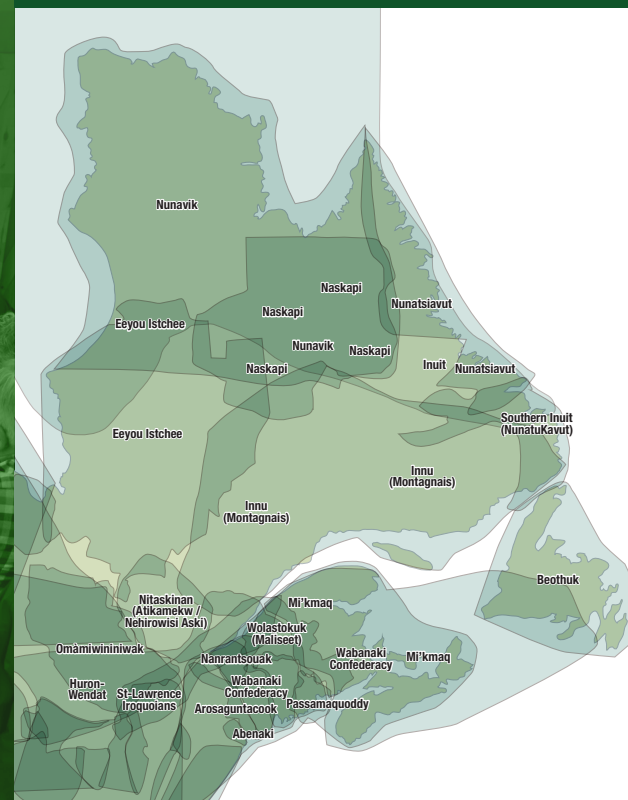 Nunavik
Naskapi
Naskapi
Nunatsiavut
Eeyou Istchee
Nunavik
Naskapi
Naskapi
Inuit
Nunatsiavut
Eeyou Istchee
Southern Inuit
(NunatuKavut)
Innu
(Montagnais)
Innu
(Montagnais)
Beothuk
Nitaskinan
(Atikamekw /
Nehirowisi Aski)
Mi'kmaq
Wolastokuk
(Maliseet)
Omàmiwininiwak
Nanrantsouak
Wabanaki
Confederacy
Mi'kmaq
Huron-
Wendat
St-Lawrence
Iroquoians
Wabanaki
Confederacy
Arosaguntacook
Passamaquoddy
Abenaki